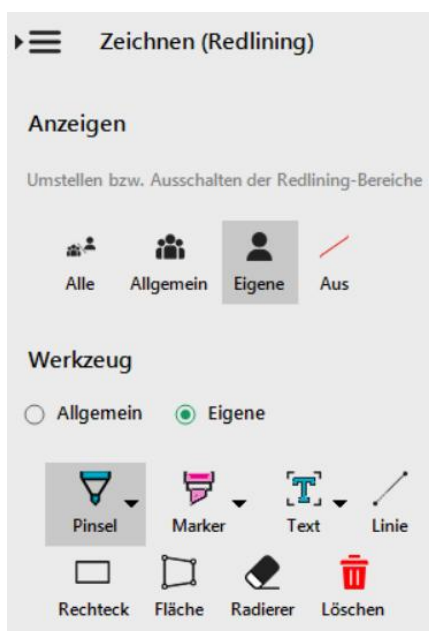 Zeichnen (Redlining)
Anzeigen
Umstellen bzw. Ausschalten der Redlining-Bereiche
Alle Allgemein Eigene Aus
Werkzeug
Allgemein Eigene
Pinsel Marker Text Linie
Rechteck Fläche Radierer Löschen